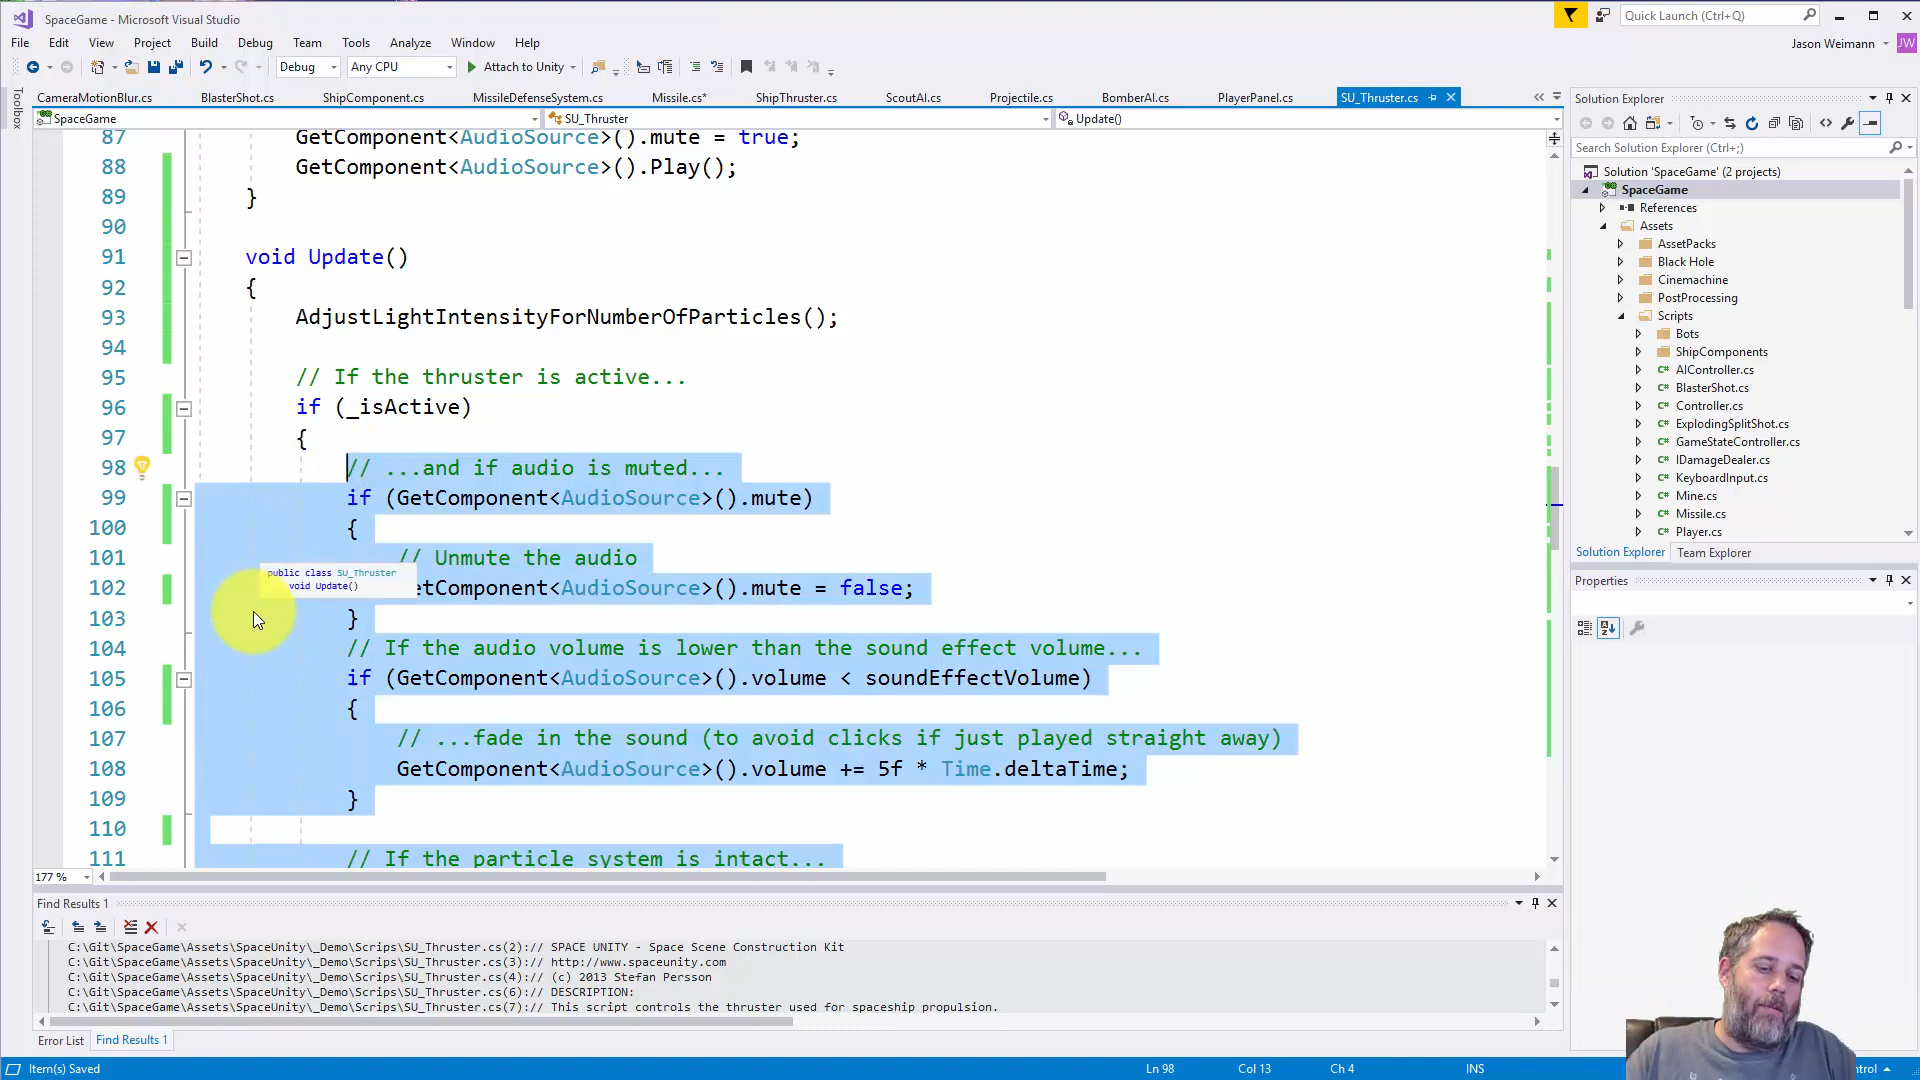 SpaceGame - Microsoft Visual Studio
Quick Launch (Ctrl+Q)
File Edit View Project Build Debug Team Tools Analyze Window Help
Jason Weimann JW
Debug Any CPU Attach to Unity
Toolbox
CameraMotionBlur.cs BlasterShot.cs ShipComponent.cs MissileDefenseSystem.cs Missile.cs* ShipThruster.cs ScoutAI.cs Projectile.cs BomberAI.cs PlayerPanel.cs SU_Thruster.cs
SpaceGame SU_Thruster Update()
87 GetComponent<AudioSource>().mute = true;
88 GetComponent<AudioSource>().Play();
89 }
90
91 void Update()
92 {
93 AdjustLightIntensityForNumberOfParticles();
94
95 // If the thruster is active...
96 if (_isActive)
97 {
98 // ...and if audio is muted...
99 if (GetComponent<AudioSource>().mute)
100 {
101 // Unmute the audio
public class SU_Thruster
void Update()
102 etComponent<AudioSource>().mute = false;
103 }
104 // If the audio volume is lower than the sound effect volume...
105 if (GetComponent<AudioSource>().volume < soundEffectVolume)
106 {
107 // ...fade in the sound (to avoid clicks if just played straight away)
108 GetComponent<AudioSource>().volume += 5f * Time.deltaTime;
109 }
110
111 // If the particle system is intact...
177 %
Find Results 1
C:\Git\SpaceGame\Assets\SpaceUnity\_Demo\Scrips\SU_Thruster.cs(2):// SPACE UNITY - Space Scene Construction Kit
C:\Git\SpaceGame\Assets\SpaceUnity\_Demo\Scrips\SU_Thruster.cs(3):// http://www.spaceunity.com
C:\Git\SpaceGame\Assets\SpaceUnity\_Demo\Scrips\SU_Thruster.cs(4):// (c) 2013 Stefan Persson
C:\Git\SpaceGame\Assets\SpaceUnity\_Demo\Scrips\SU_Thruster.cs(6):// DESCRIPTION:
C:\Git\SpaceGame\Assets\SpaceUnity\_Demo\Scrips\SU_Thruster.cs(7):// This script controls the thruster used for spaceship propulsion.
Error List Find Results 1
Solution Explorer
Search Solution Explorer (Ctrl+;)
Solution 'SpaceGame' (2 projects)
SpaceGame
References
Assets
AssetPacks
Black Hole
Cinemachine
PostProcessing
Scripts
Bots
ShipComponents
AIController.cs
BlasterShot.cs
Controller.cs
ExplodingSplitShot.cs
GameStateController.cs
IDamageDealer.cs
KeyboardInput.cs
Mine.cs
Missile.cs
Player.cs
Solution Explorer Team Explorer
Properties
Item(s) Saved Ln 98 Col 13 Ch 4 INS